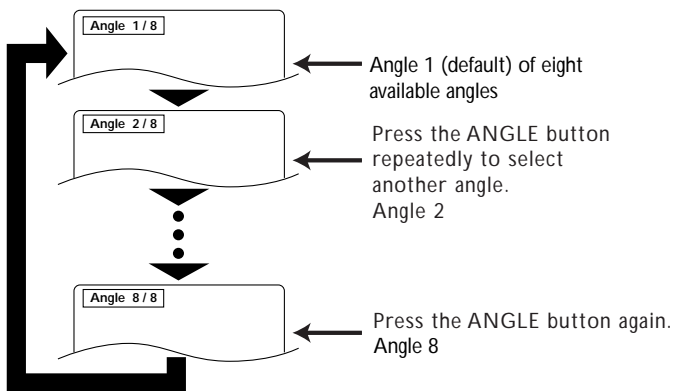 Angle 1 / 8
Angle 1 (default) of eight
available angles
Angle 2 / 8
Press the ANGLE button
repeatedly to select
another angle.
Angle 2
Angle 8 / 8
Press the ANGLE button again.
Angle 8